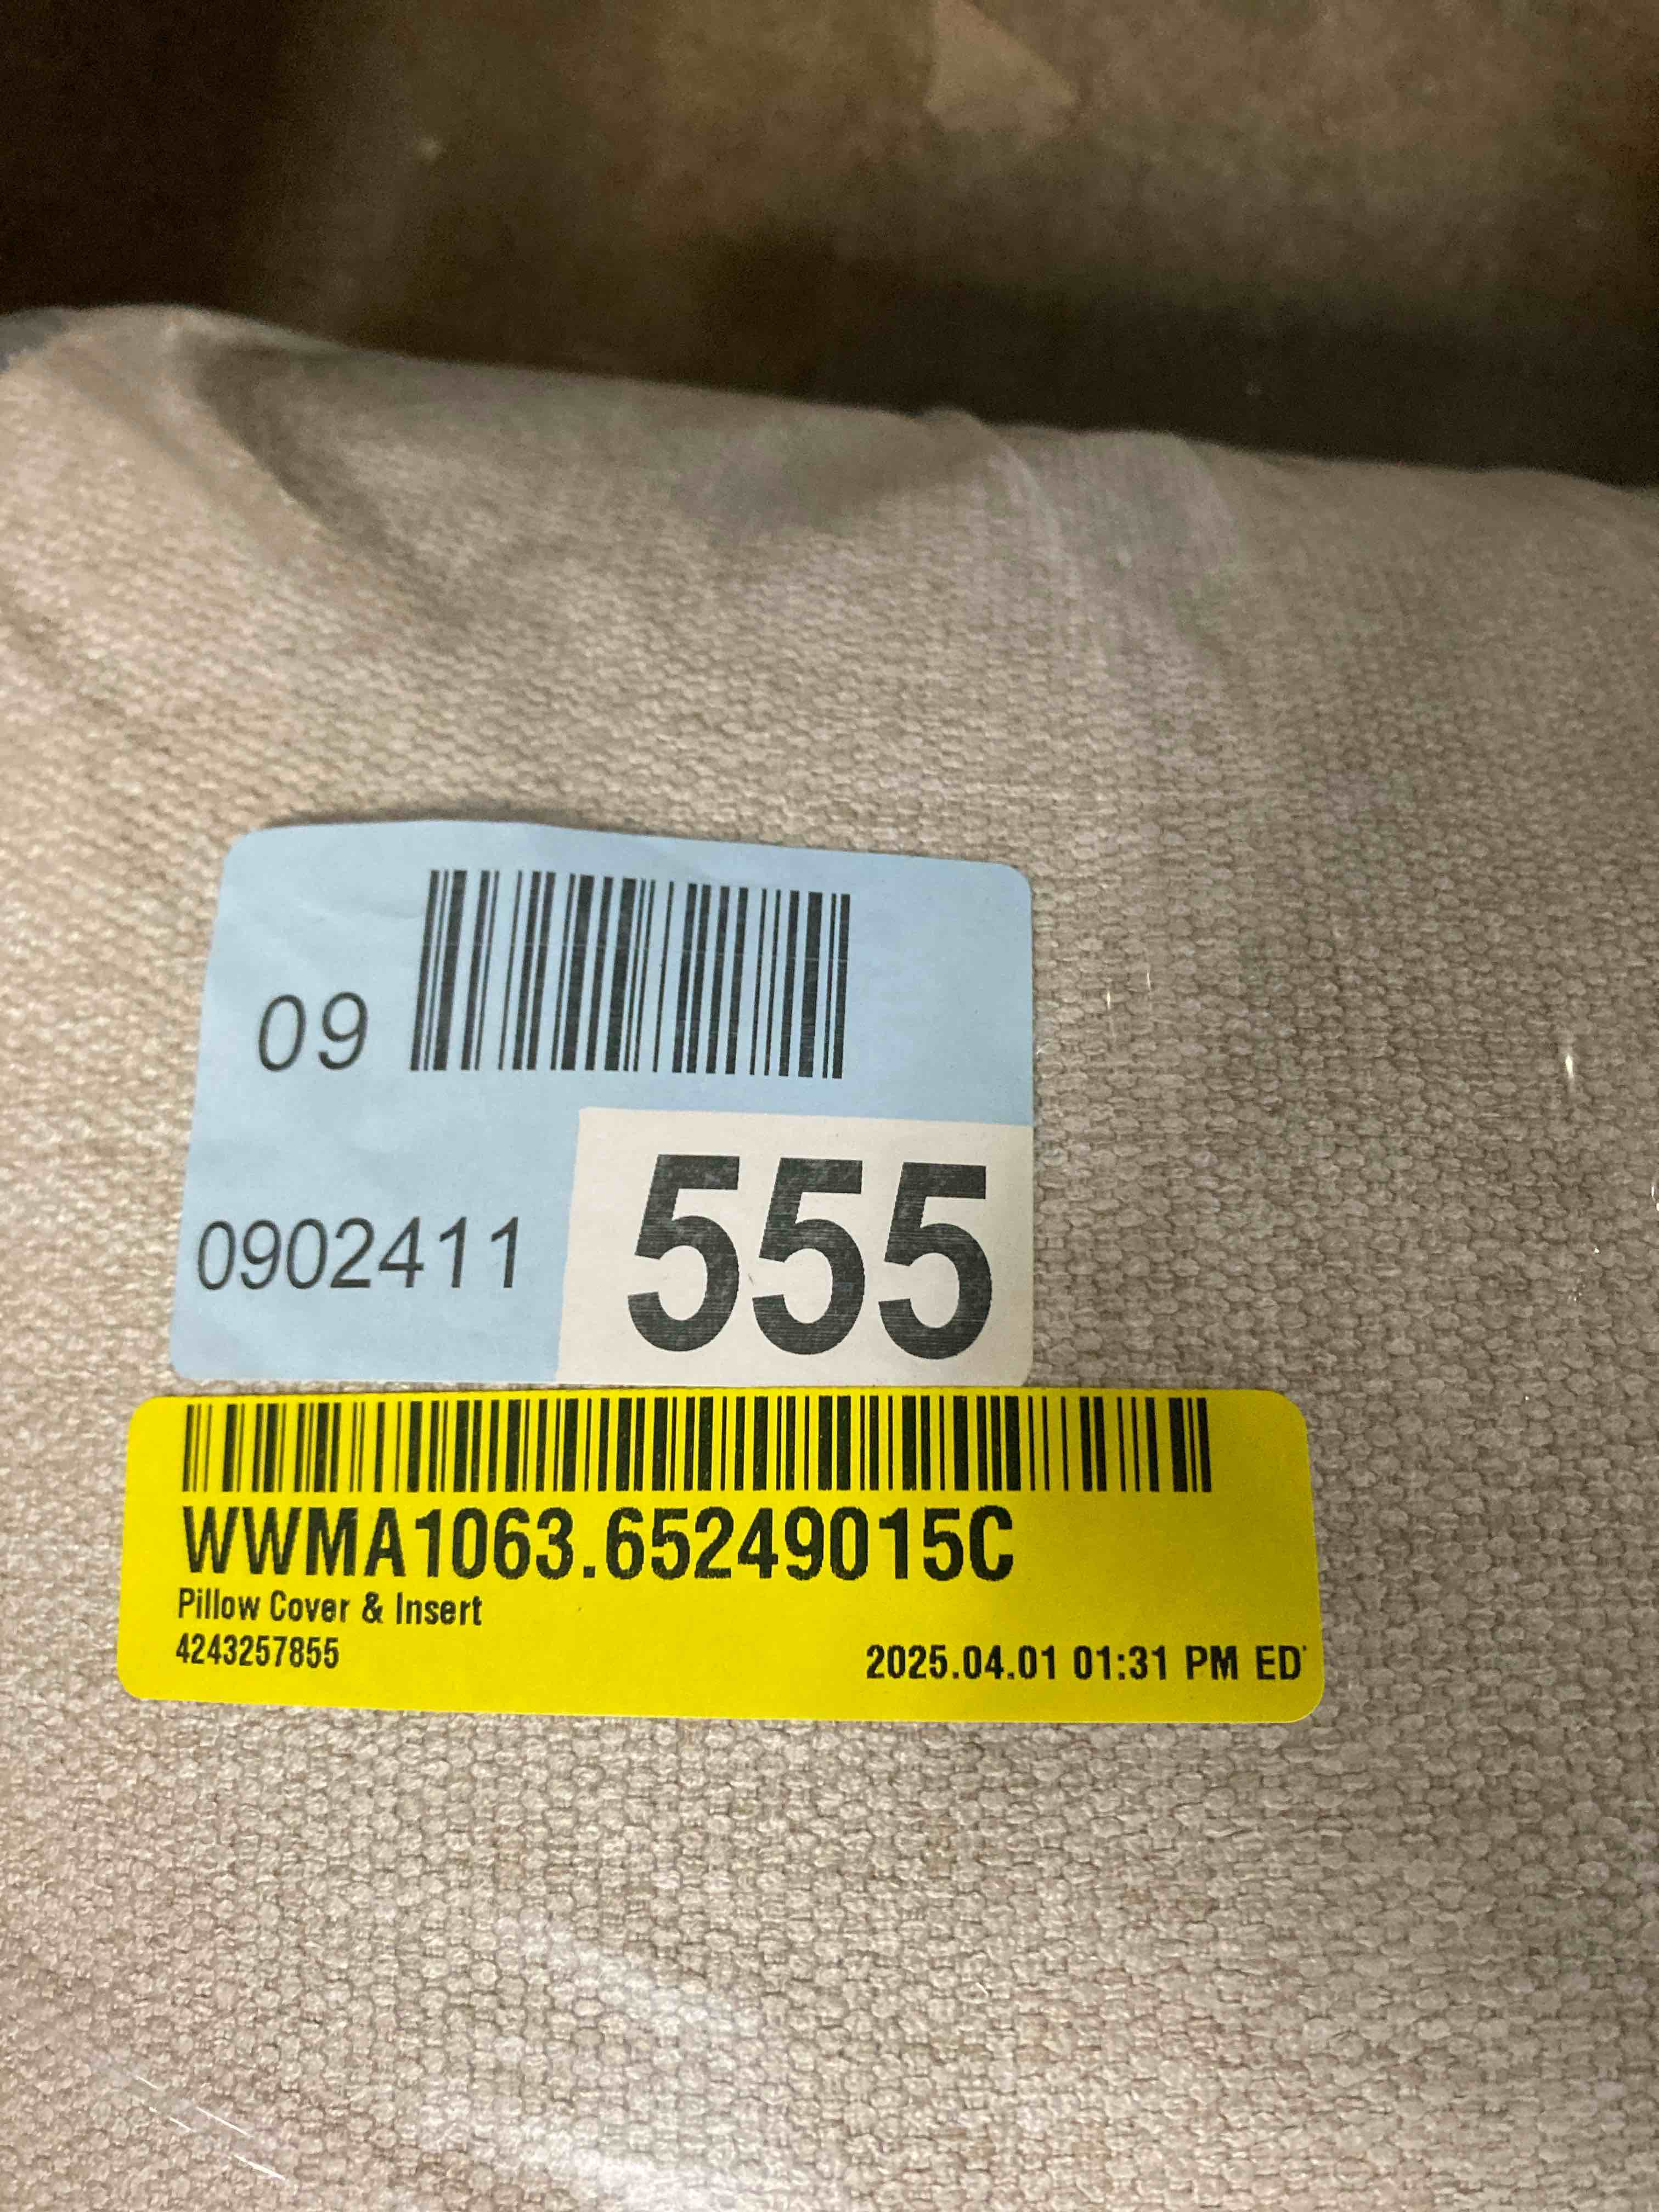 09
0902411
555
WWMA1063.65249015C
Pillow Cover & Insert
4243257855
2025.04.01 01:31 PM ED